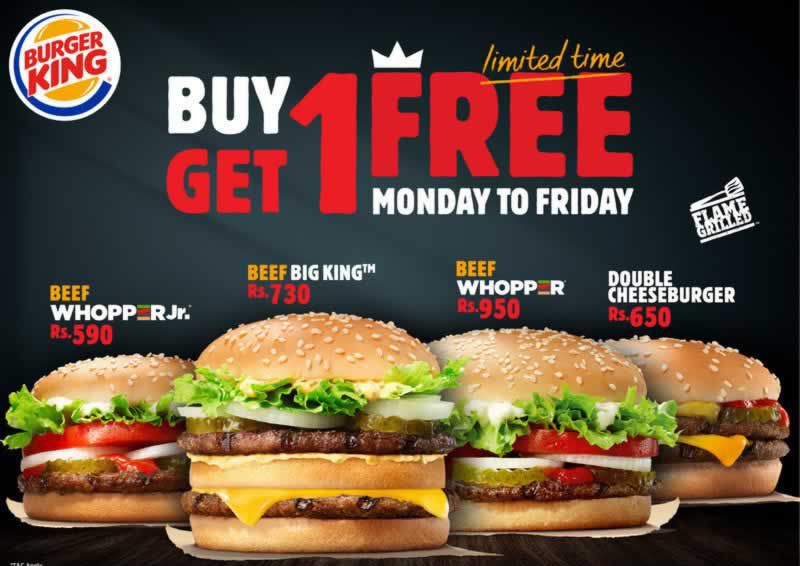 BURGER
KING
limited time
BUY 1 FREE
GET
MONDAY TO FRIDAY
FLAME
GRILLED
BEEF
WHOPPER Jr.
Rs.590
BEEF BIG KING™
Rs.730
BEEF
WHOPPER
Rs.950
DOUBLE
CHEESEBURGER
Rs.650
*T&C Apply